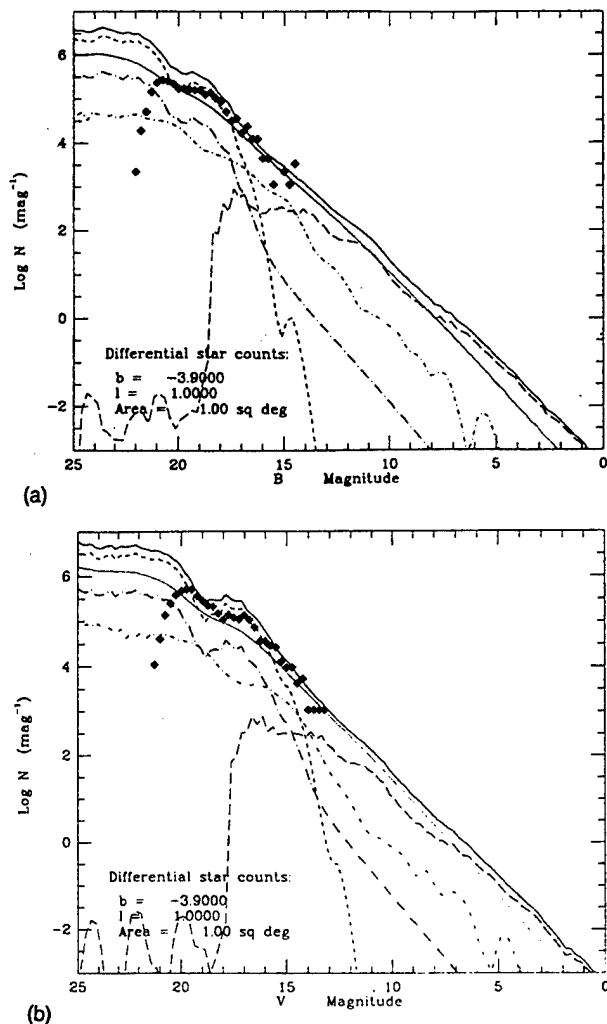 6
4
2
0
-2
Log N (mag⁻¹)
Differential star counts:
b = -3.9000
l = 1.0000
Area = 1.00 sq deg
25 20 15 10 5 0
B Magnitude
(a)
6
4
2
0
-2
Log N (mag⁻¹)
Differential star counts:
b = -3.9000
l = 1.0000
Area = 1.00 sq deg
25 20 15 10 5 0
V Magnitude
(b)